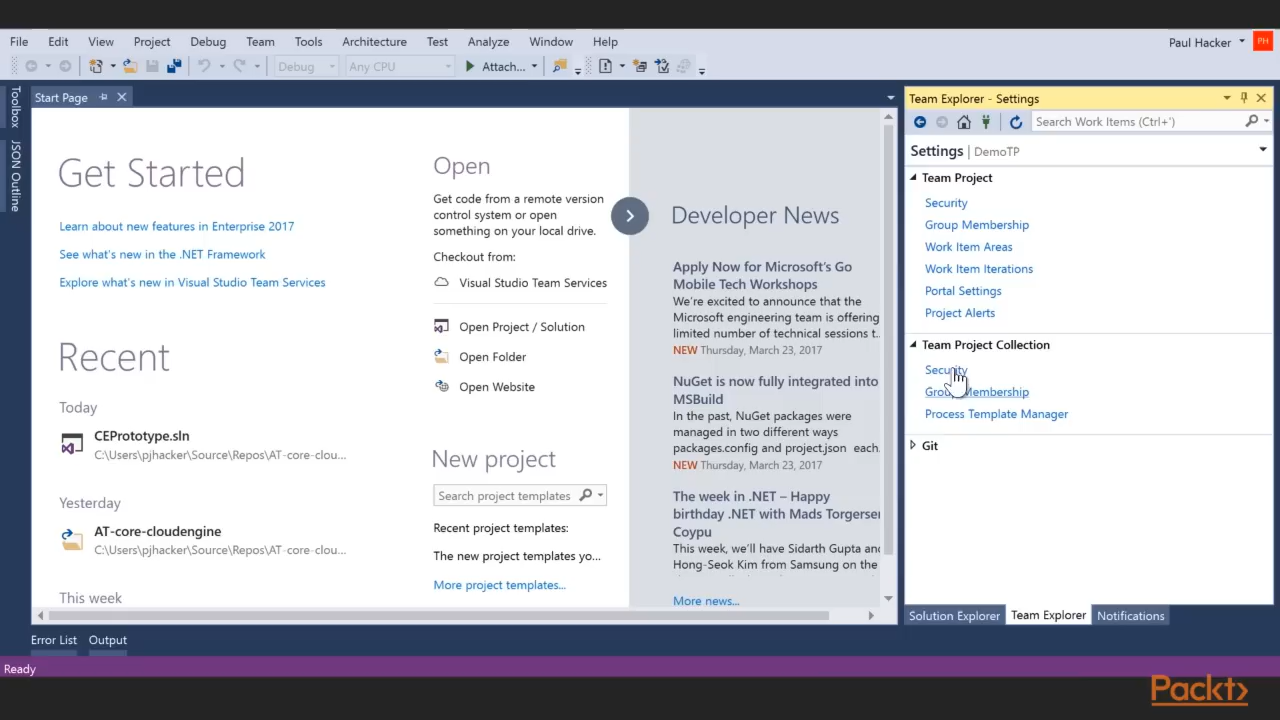 File Edit View Project Debug Team Tools Architecture Test Analyze Window Help
Paul Hacker
PH
Debug
Any CPU
Attach...
Toolbox
JSON Outline
Start Page
Get Started
Learn about new features in Enterprise 2017
See what's new in the .NET Framework
Explore what's new in Visual Studio Team Services
Recent
Today
CEPrototype.sln
C:\Users\pjhacker\Source\Repos\AT-core-clou...
Yesterday
AT-core-cloudengine
C:\Users\pjhacker\Source\Repos\AT-core-clou...
This week
Open
Get code from a remote version
control system or open
something on your local drive.
Checkout from:
Visual Studio Team Services
Open Project / Solution
Open Folder
Open Website
New project
Search project templates
Recent project templates:
The new project templates yo...
More project templates...
Developer News
Apply Now for Microsoft's Go
Mobile Tech Workshops
We're excited to announce that the
Microsoft engineering team is offering
limited number of technical sessions t...
NEW Thursday, March 23, 2017
NuGet is now fully integrated into
MSBuild
In the past, NuGet packages were
managed in two different ways
packages.config and project.json each
NEW Thursday, March 23, 2017
The week in .NET – Happy
birthday .NET with Mads Torgersen
Coypu
This week, we'll have Sidarth Gupta and
Hong-Seok Kim from Samsung on the
More news...
Team Explorer - Settings
Search Work Items (Ctrl+')
Settings | DemoTP
Team Project
Security
Group Membership
Work Item Areas
Work Item Iterations
Portal Settings
Project Alerts
Team Project Collection
Security
Group Membership
Process Template Manager
Git
Solution Explorer Team Explorer Notifications
Error List Output
Ready
Packt>